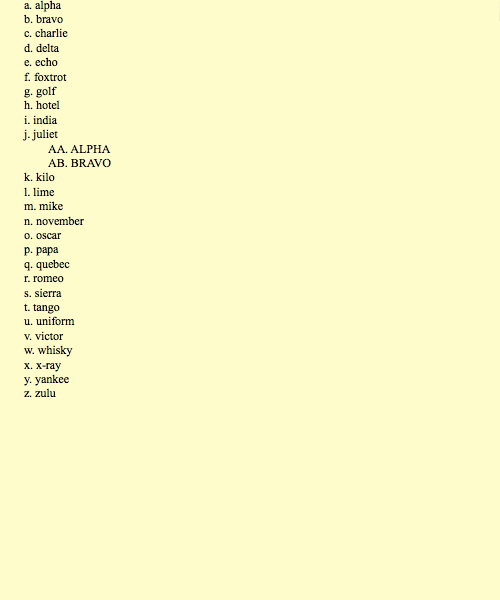 a. alpha
b. bravo
c. charlie
d. delta
e. echo
f. foxtrot
g. golf
h. hotel
i. india
j. juliet
AA. ALPHA
AB. BRAVO
k. kilo
l. lime
m. mike
n. november
o. oscar
p. papa
q. quebec
r. romeo
s. sierra
t. tango
u. uniform
v. victor
w. whisky
x. x-ray
y. yankee
z. zulu